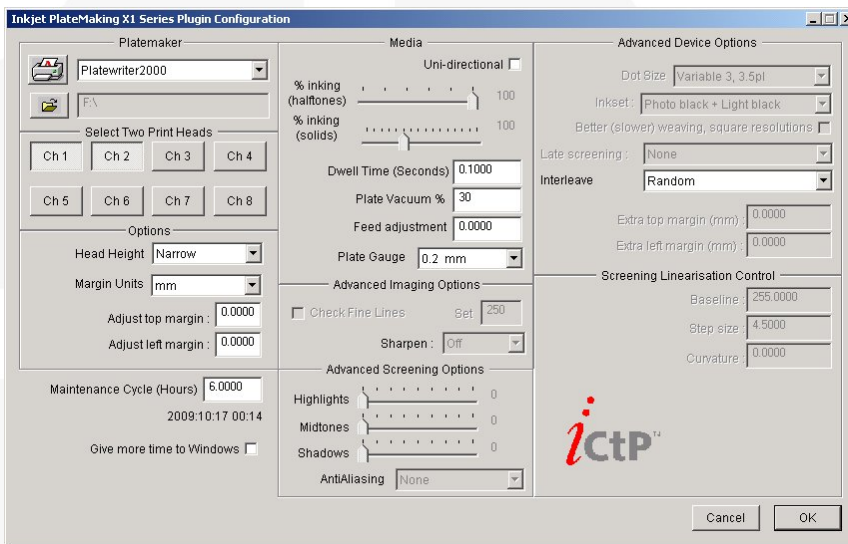 Inkjet PlateMaking X1 Series Plugin Configuration
Platemaker
Platewriter2000
F:\
Select Two Print Heads
Ch 1 Ch 2 Ch 3 Ch 4
Ch 5 Ch 6 Ch 7 Ch 8
Options
Head Height Narrow
Margin Units mm
Adjust top margin : 0.0000
Adjust left margin : 0.0000
Maintenance Cycle (Hours) 6.0000
2009:10:17 00:14
Give more time to Windows
Media
Uni-directional
% inking
(halftones) 100
% inking
(solids) 100
Dwell Time (Seconds) 0.1000
Plate Vacuum % 30
Feed adjustment 0.0000
Plate Gauge 0.2 mm
Advanced Imaging Options
Check Fine Lines Set 250
Sharpen : Off
Advanced Screening Options
Highlights 0
Midtones 0
Shadows 0
AntiAliasing None
Advanced Device Options
Dot Size Variable 3, 3.5pl
Inkset : Photo black + Light black
Better (slower) weaving, square resolutions
Late screening : None
Interleave Random
Extra top margin (mm) : 0.0000
Extra left margin (mm) : 0.0000
Screening Linearisation Control
Baseline : 255.0000
Step size : 4.5000
Curvature : 0.0000
iCtP™
Cancel OK